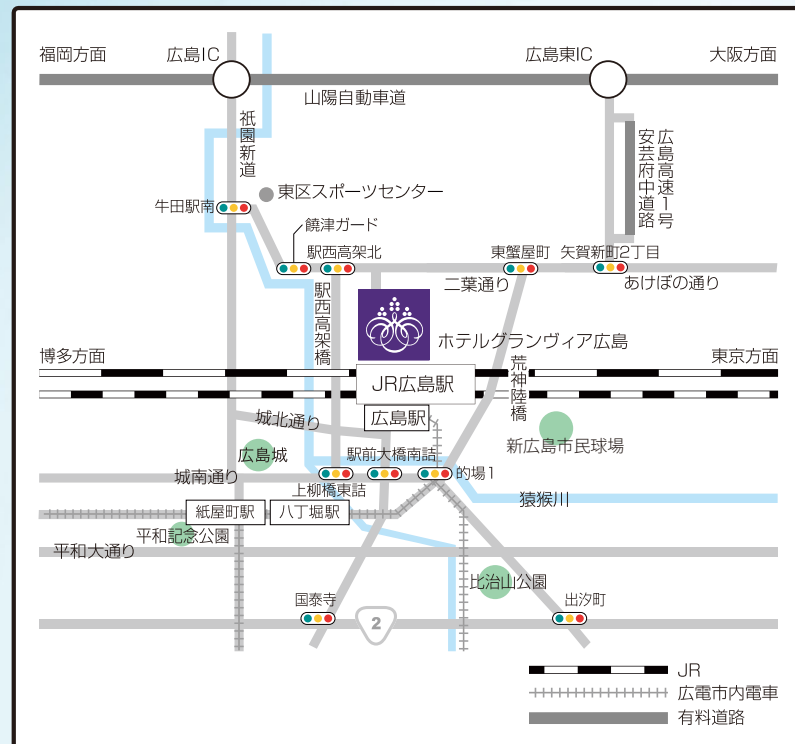 福岡方面
広島IC
広島東IC
大阪方面
山陽自動車道
祇園新道
広島高速1号
安芸府中道路
東区スポーツセンター
牛田駅南
饒津ガード
駅西高架北
東蟹屋町
矢賀新町2丁目
二葉通り
あけぼの通り
駅西高架橋
ホテルグランヴィア広島
博多方面
東京方面
荒神陸橋
JR広島駅
広島駅
城北通り
新広島市民球場
広島城
駅前大橋南詰
城南通り
的場1
上柳橋東詰
猿猴川
紙屋町駅
八丁堀駅
平和記念公園
平和大通り
比治山公園
国泰寺
出汐町
2
JR
広電市内電車
有料道路